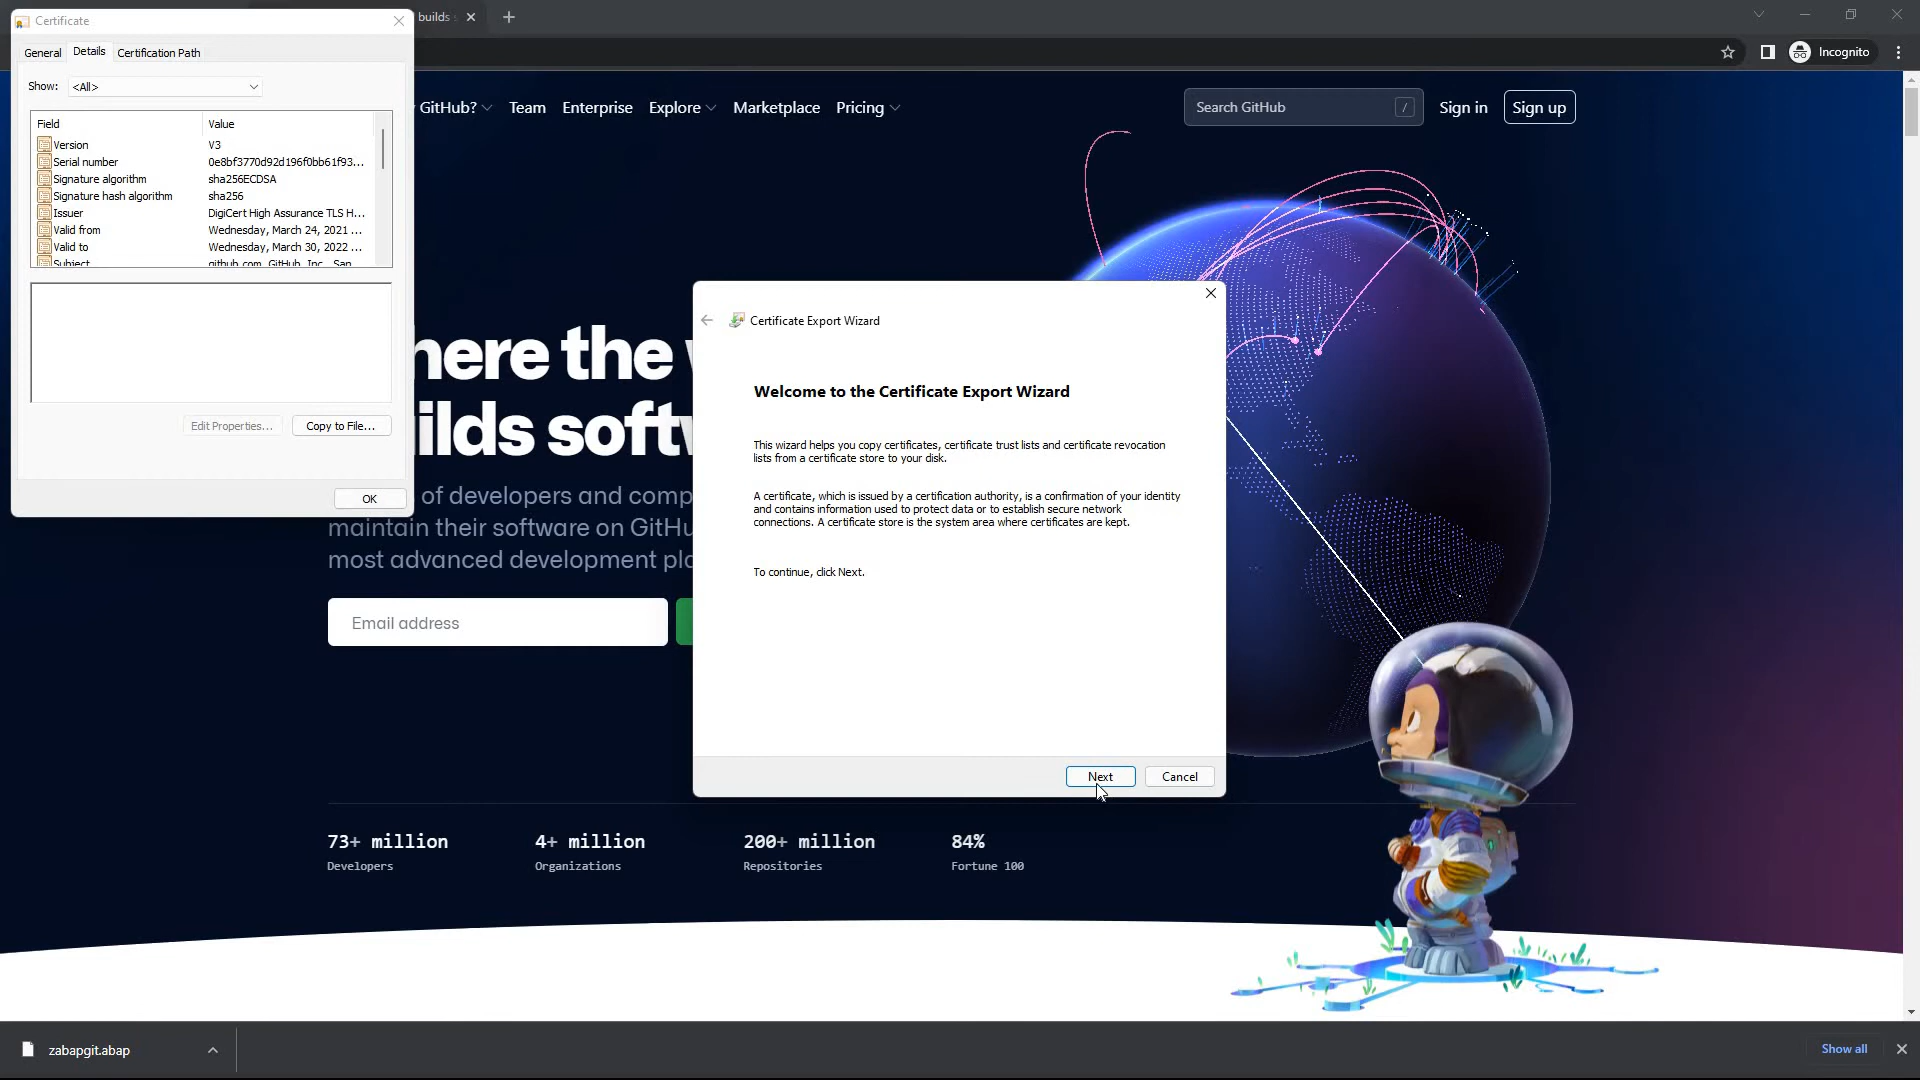 Certificate
builds
Incognito
General Details Certification Path
Show: <All>
Field Value
Version V3
Serial number 0e8bf3770d92d196f0bb61f93...
Signature algorithm sha256ECDSA
Signature hash algorithm sha256
Issuer DigiCert High Assurance TLS H...
Valid from Wednesday, March 24, 2021 ...
Valid to Wednesday, March 30, 2022 ...
Subject github.com, GitHub, Inc., San
Edit Properties... Copy to File...
OK
GitHub? Team Enterprise Explore Marketplace Pricing
Search GitHub /
Sign in Sign up
here the
ilds soft
of developers and comp
maintain their software on GitHu
most advanced development pla
Email address
Certificate Export Wizard
Welcome to the Certificate Export Wizard
This wizard helps you copy certificates, certificate trust lists and certificate revocation
lists from a certificate store to your disk.
A certificate, which is issued by a certification authority, is a confirmation of your identity
and contains information used to protect data or to establish secure network
connections. A certificate store is the system area where certificates are kept.
To continue, click Next.
Next Cancel
73+ million 4+ million 200+ million 84%
Developers Organizations Repositories Fortune 100
zabapgit.abap
Show all